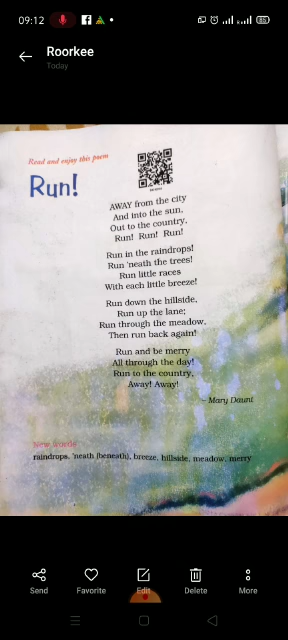 09:12
Roorkee
Today
Read and enjoy this poem
Run!
AWAY from the city
And into the sun,
Out to the country,
Run! Run! Run!
Run in the raindrops!
Run 'neath the trees!
Run little races
With each little breeze!
Run down the hillside,
Run up the lane;
Run through the meadow,
Then run back again!
Run and be merry
All through the day!
Run to the country,
Away! Away!
– Mary Daunt
New words
raindrops, 'neath (beneath), breeze, hillside, meadow, merry
Send Favorite Edit Delete More